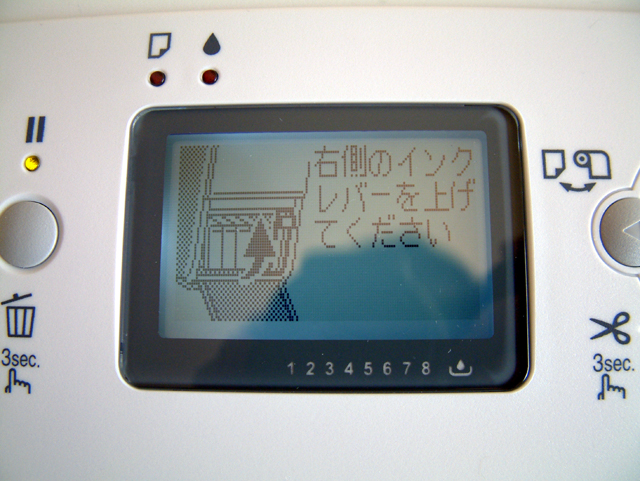 右側のインク
レバーを上げ
てください
1 2 3 4 5 6 7 8
3sec.
3sec.